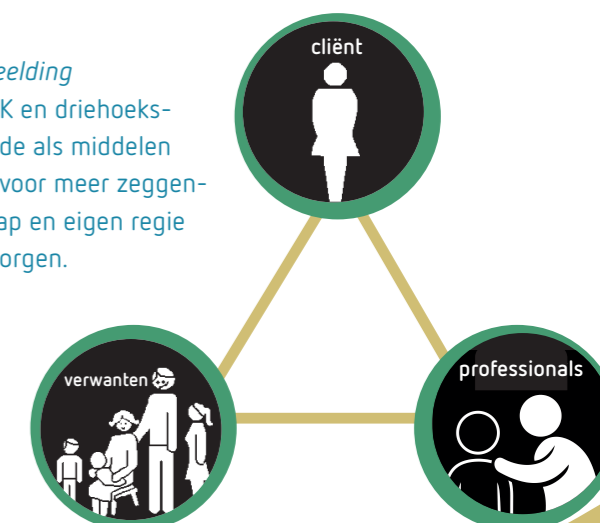 eelding
K en driehoeks-
de als middelen
voor meer zeggen-
ap en eigen regie
orgen.
cliënt
verwanten
professionals